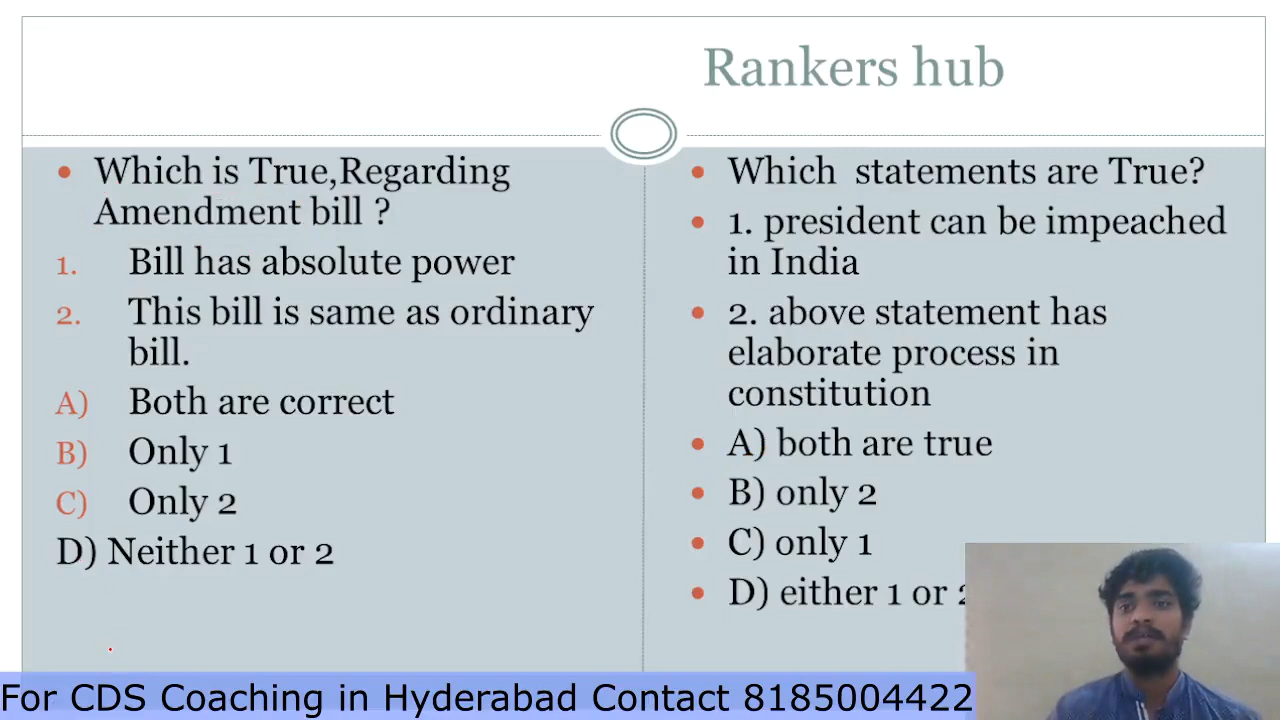 Rankers hub
Which is True,Regarding
Amendment bill ?
1. Bill has absolute power
2. This bill is same as ordinary
bill.
A) Both are correct
B) Only 1
C) Only 2
D) Neither 1 or 2
Which statements are True?
1. president can be impeached
in India
2. above statement has
elaborate process in
constitution
A) both are true
B) only 2
C) only 1
D) either 1 or
For CDS Coaching in Hyderabad Contact 8185004422